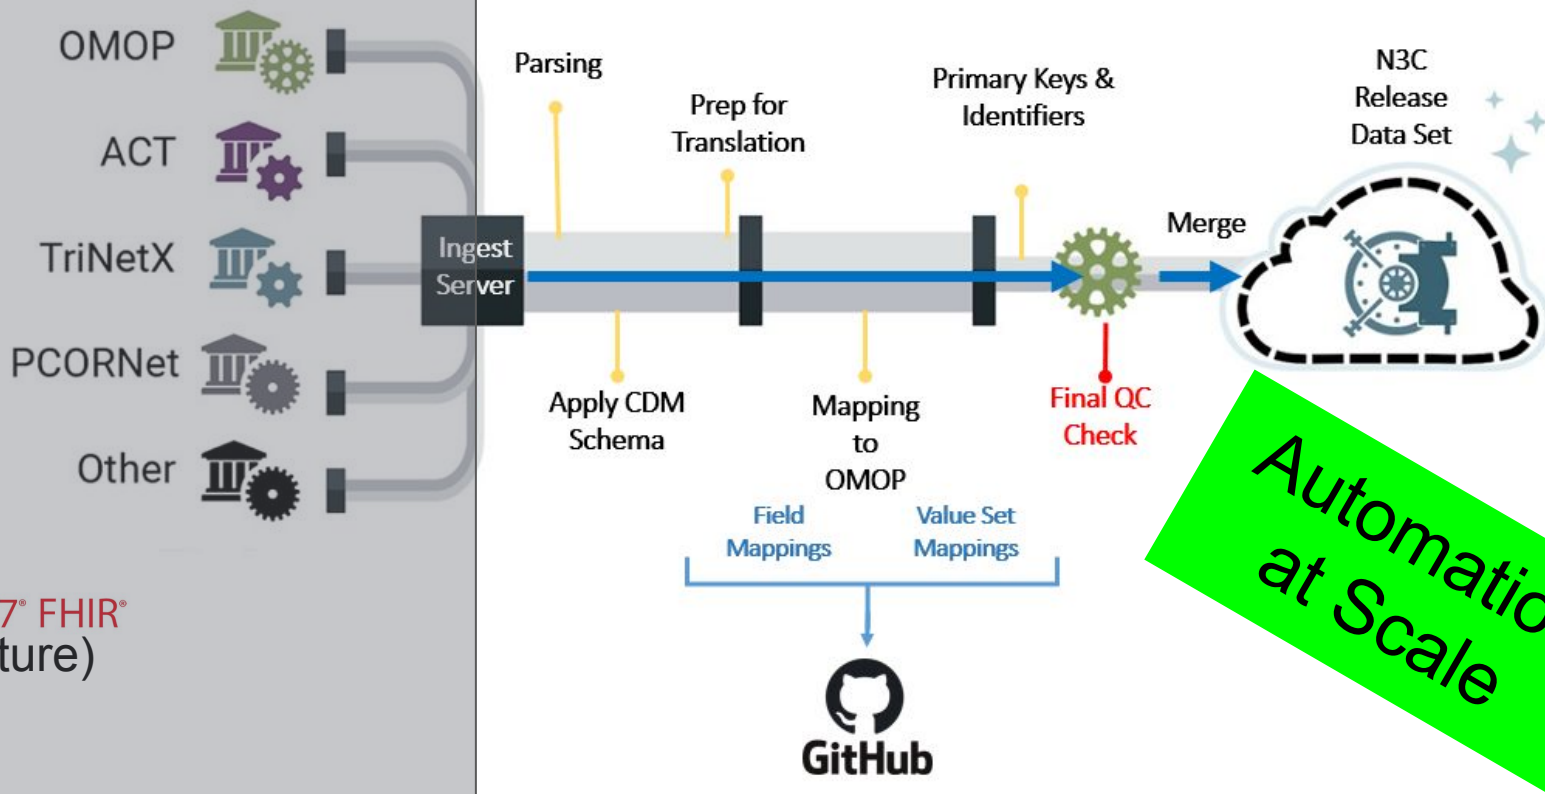 OMOP
ACT
TriNetX
PCORNet
Other
7® FHIR®
ture)
Ingest
Server
Parsing
Prep for
Translation
Primary Keys &
Identifiers
Apply CDM
Schema
Mapping
to
OMOP
Field
Mappings
Value Set
Mappings
GitHub
Final QC
Check
Merge
N3C
Release
Data Set
Automatio
at Scale